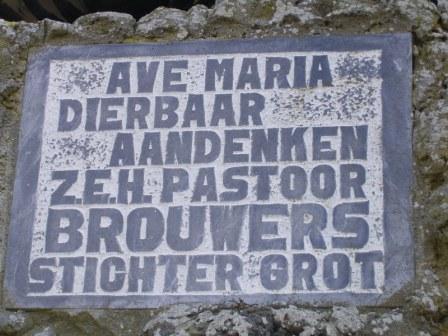 AVE MARIA
DIERBAAR
AANDENKEN
Z.E.H. PASTOOR
BROUWERS
STICHTER GROT